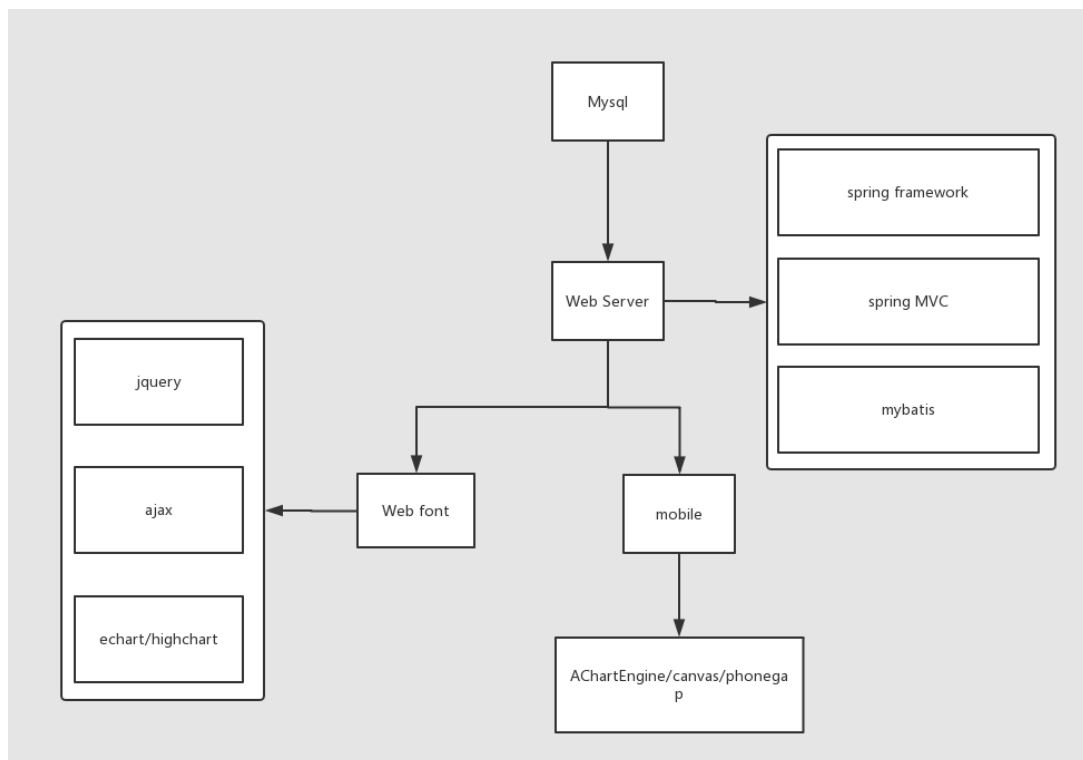 Mysql
spring framework
Web Server
spring MVC
jquery
mybatis
ajax
Web font
mobile
echart/highchart
AChartEngine/canvas/phonega
p